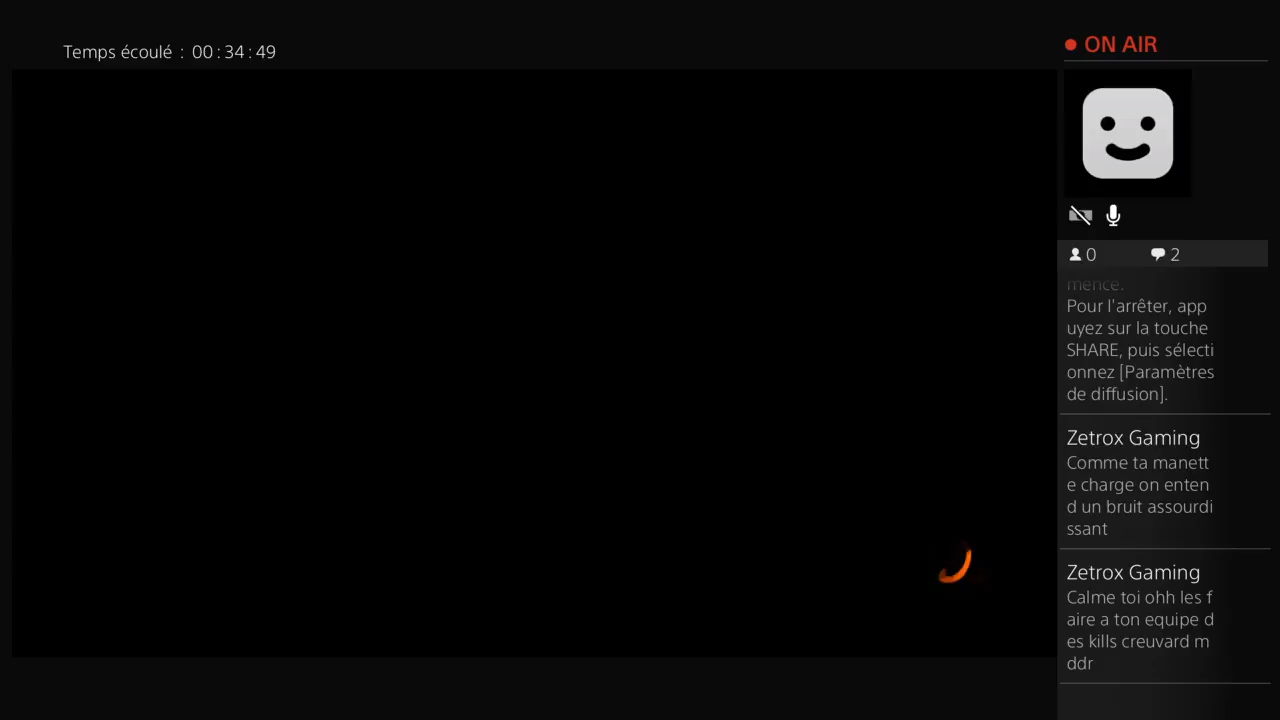 Temps écoulé : 00:34:49
ON AIR
0
2
mence.
Pour l'arrêter, app
uyez sur la touche
SHARE, puis sélecti
onnez [Paramètres
de diffusion].
Zetrox Gaming
Comme ta manett
e charge on enten
d un bruit assourdi
ssant
Zetrox Gaming
Calme toi ohh les f
aire a ton equipe d
es kills creuvard m
ddr